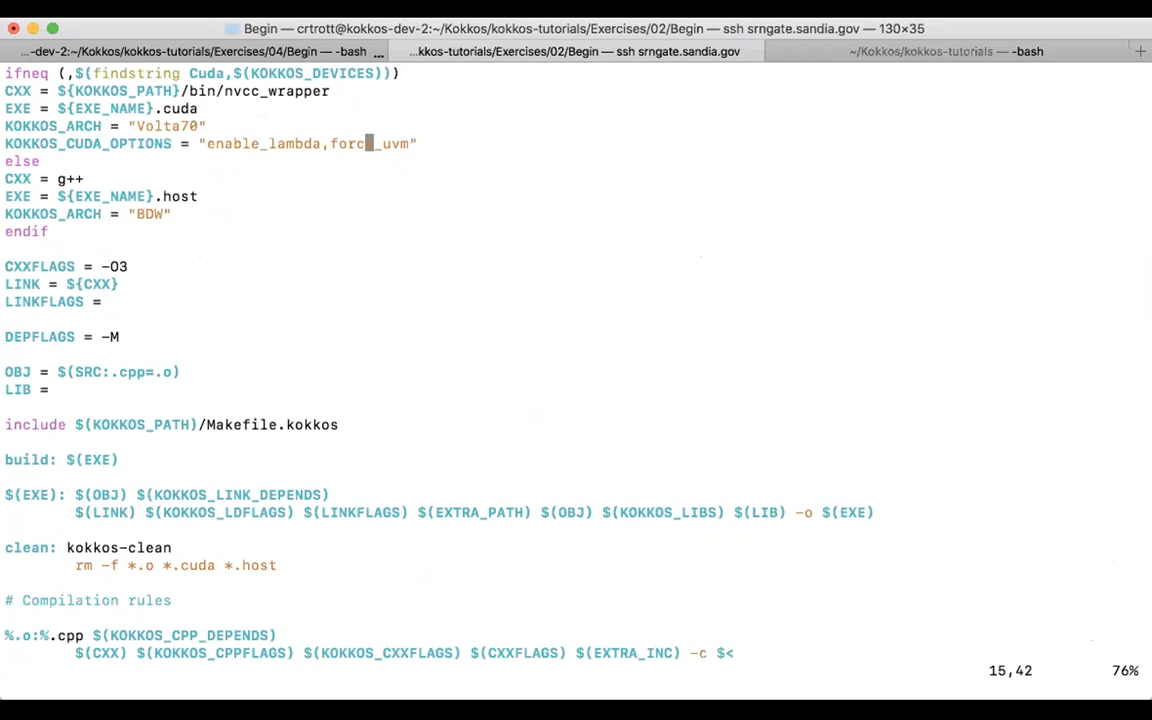 Begin — crtrott@kokkos-dev-2:~/Kokkos/kokkos-tutorials/Exercises/02/Begin — ssh srngate.sandia.gov — 130×35
...-dev-2:~/Kokkos/kokkos-tutorials/Exercises/04/Begin — -bash ... ...kkos-tutorials/Exercises/02/Begin — ssh srngate.sandia.gov ~/Kokkos/kokkos-tutorials — -bash +
ifneq (,$(findstring Cuda,$(KOKKOS_DEVICES)))
CXX = ${KOKKOS_PATH}/bin/nvcc_wrapper
EXE = ${EXE_NAME}.cuda
KOKKOS_ARCH = "Volta70"
KOKKOS_CUDA_OPTIONS = "enable_lambda,force_uvm"
else
CXX = g++
EXE = ${EXE_NAME}.host
KOKKOS_ARCH = "BDW"
endif
CXXFLAGS = -O3
LINK = ${CXX}
LINKFLAGS =
DEPFLAGS = -M
OBJ = $(SRC:.cpp=.o)
LIB =
include $(KOKKOS_PATH)/Makefile.kokkos
build: $(EXE)
$(EXE): $(OBJ) $(KOKKOS_LINK_DEPENDS)
$(LINK) $(KOKKOS_LDFLAGS) $(LINKFLAGS) $(EXTRA_PATH) $(OBJ) $(KOKKOS_LIBS) $(LIB) -o $(EXE)
clean: kokkos-clean
rm -f *.o *.cuda *.host
# Compilation rules
%.o:%.cpp $(KOKKOS_CPP_DEPENDS)
$(CXX) $(KOKKOS_CPPFLAGS) $(KOKKOS_CXXFLAGS) $(CXXFLAGS) $(EXTRA_INC) -c $<
15,42 76%